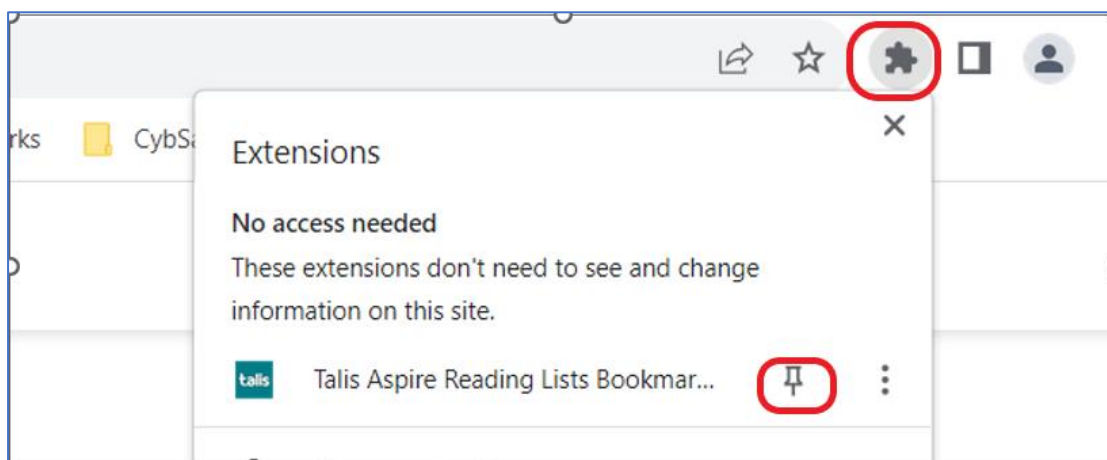 rks
CybSa
Extensions
No access needed
These extensions don't need to see and change
information on this site.
talis
Talis Aspire Reading Lists Bookmar...